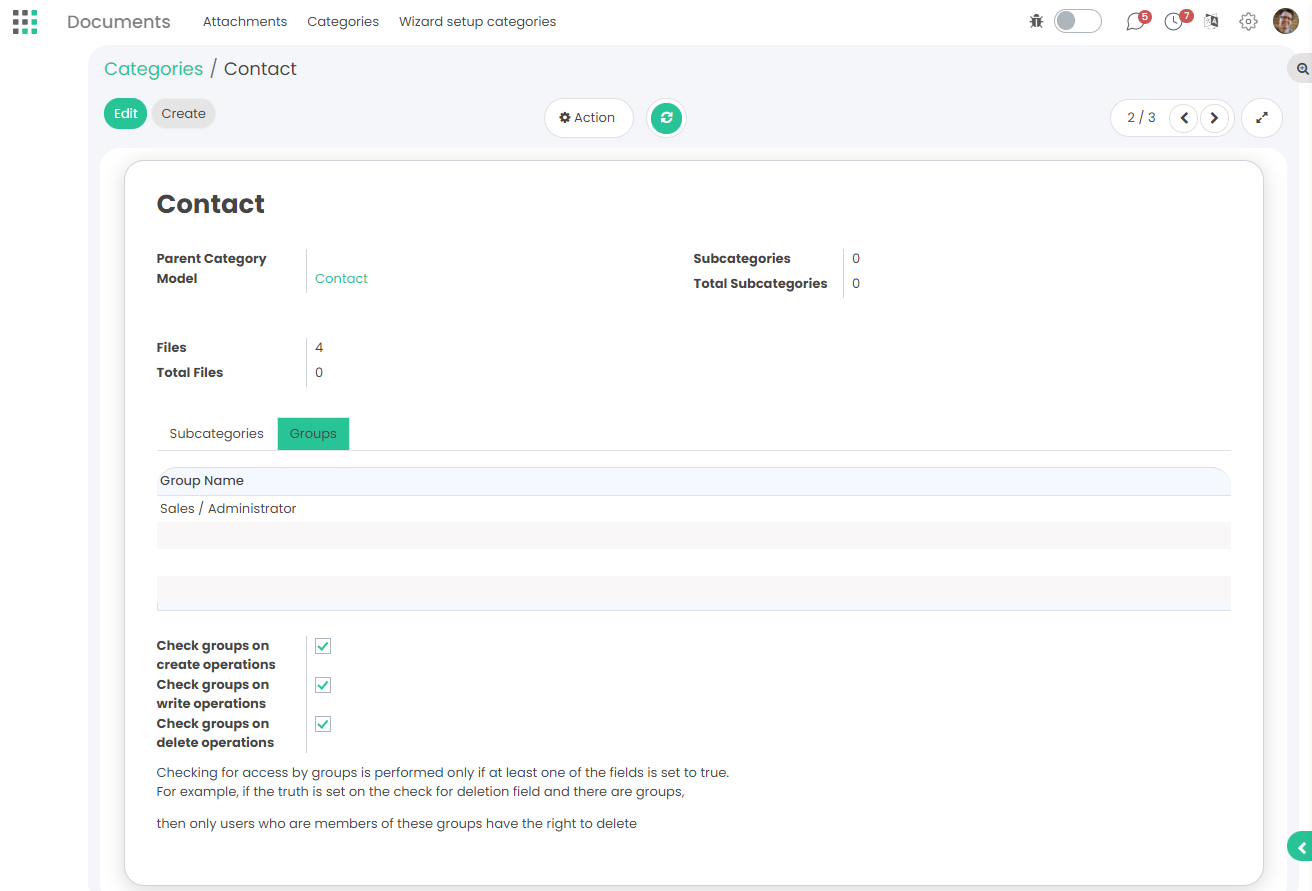 Documents Attachments Categories Wizard setup categories 5 7
Categories / Contact
Edit Create Action 2 / 3
Contact
Parent Category
Model Contact
Subcategories 0
Total Subcategories 0
Files 4
Total Files 0
Subcategories Groups
Group Name
Sales / Administrator
Check groups on
create operations
Check groups on
write operations
Check groups on
delete operations
Checking for access by groups is performed only if at least one of the fields is set to true.
For example, if the truth is set on the check for deletion field and there are groups,
then only users who are members of these groups have the right to delete